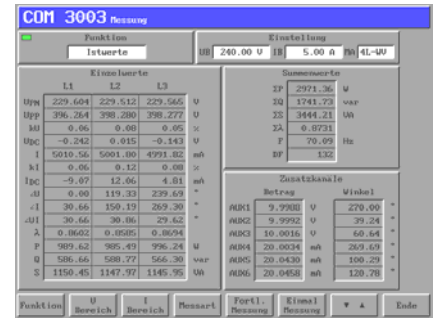 COM 3003 Messung
Funktion
Istwerte
Einstellung
UB 240.00 V IB 5.00 A MA 4L-WV
Einzelwerte
L1 L2 L3
UPN 229.604 229.512 229.565 V
UPP 396.264 398.280 398.277 V
kU 0.06 0.08 0.05 %
UDC -0.242 0.015 -0.143 V
I 5010.56 5001.80 4991.82 mA
kI 0.06 0.12 0.08 %
IDC -9.07 12.06 4.81 mA
∠U 0.00 119.33 239.69 °
∠I 30.66 150.19 269.30 °
∠UI 30.66 30.86 29.62 °
λ 0.8602 0.8585 0.8694
P 989.62 985.49 996.24 W
Q 586.66 588.77 566.30 var
S 1150.45 1147.97 1145.95 VA
Summenwerte
ΣP 2971.36 W
ΣQ 1741.73 var
ΣS 3444.21 VA
Σλ 0.8731
F 70.09 Hz
DF 132
Zusatzkanäle
Betrag Winkel
AUX1 9.9908 V 270.00 °
AUX2 9.9992 V 39.24 °
AUX3 10.0016 V 60.64 °
AUX4 20.0034 mA 269.69 °
AUX5 20.0430 mA 100.29 °
AUX6 20.0458 mA 120.78 °
Funktion
U Bereich
I Bereich
Messart
Fortl. Messung
Einmal Messung
▼ ▲
Ende